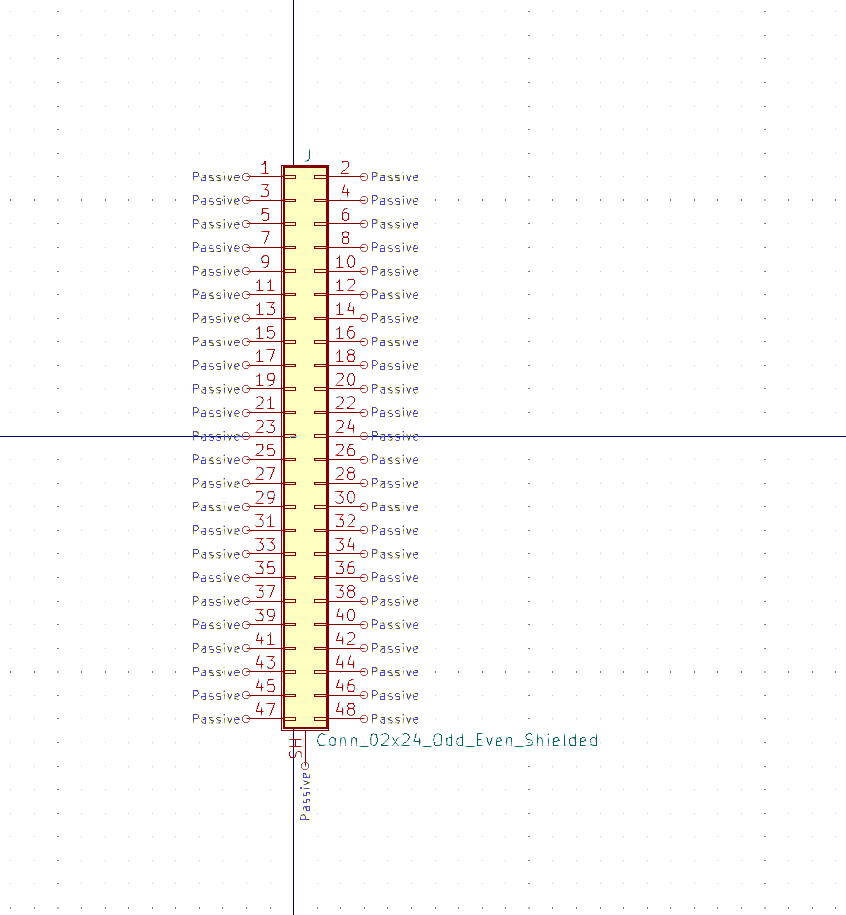 J
Passive 1 2 Passive
Passive 3 4 Passive
Passive 5 6 Passive
Passive 7 8 Passive
Passive 9 10 Passive
Passive 11 12 Passive
Passive 13 14 Passive
Passive 15 16 Passive
Passive 17 18 Passive
Passive 19 20 Passive
Passive 21 22 Passive
Passive 23 24 Passive
Passive 25 26 Passive
Passive 27 28 Passive
Passive 29 30 Passive
Passive 31 32 Passive
Passive 33 34 Passive
Passive 35 36 Passive
Passive 37 38 Passive
Passive 39 40 Passive
Passive 41 42 Passive
Passive 43 44 Passive
Passive 45 46 Passive
Passive 47 48 Passive
SH
Conn_02x24_Odd_Even_Shielded
Passive